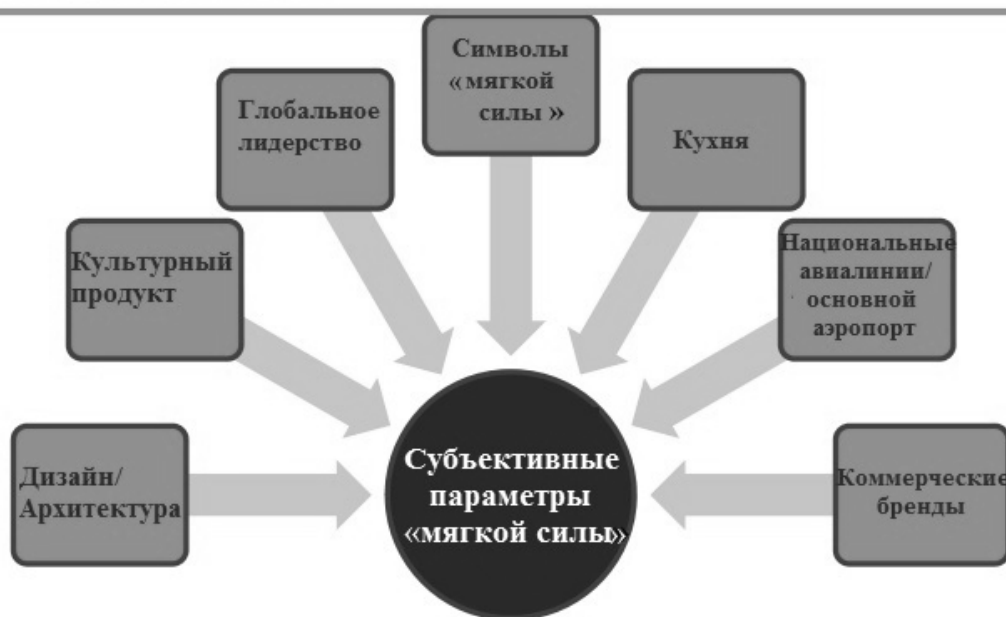 Символы
«мягкой
силы»
Глобальное
лидерство
Кухня
Культурный
продукт
Национальные
авиалинии/
основной
аэропорт
Дизайн/
Архитектура
Субъективные
параметры
«мягкой силы»
Коммерческие
бренды